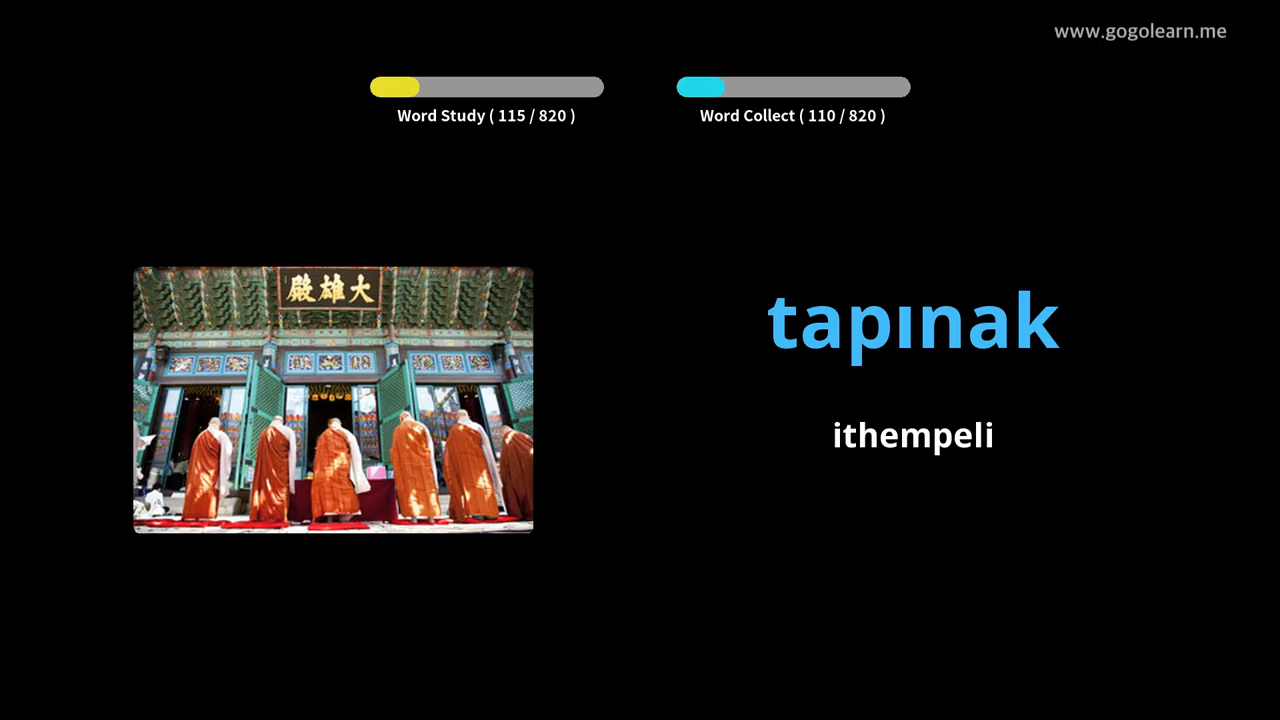 www.gogolearn.me
Word Study ( 115 / 820 )
Word Collect ( 110 / 820 )
大雄殿
tapınak
ithempeli